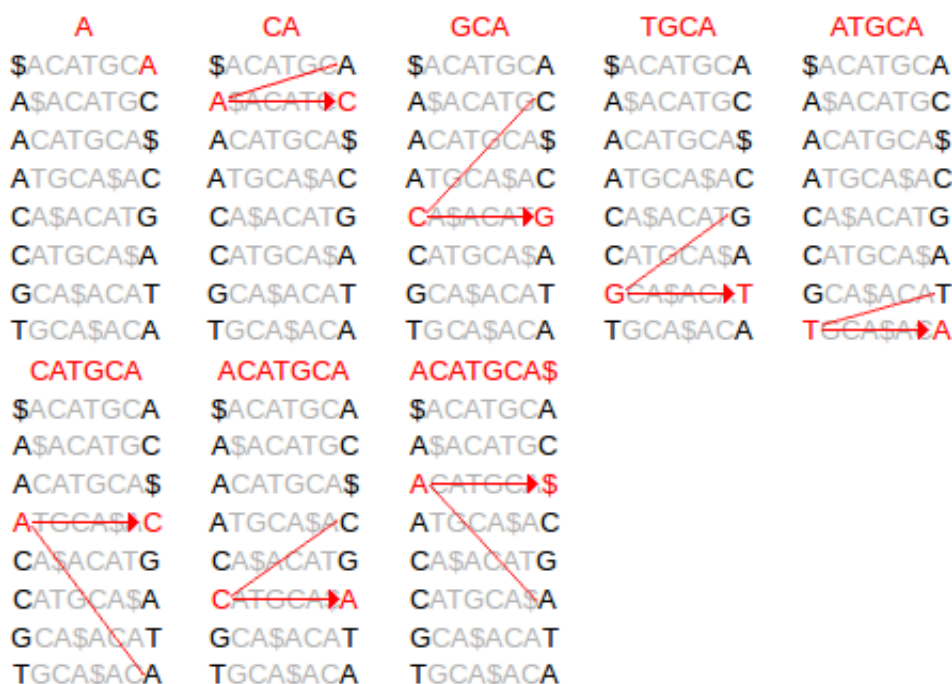 A CA GCA TGCA ATGCA
$ACATGCA $ACATGCA $ACATGCA $ACATGCA $ACATGCA
A$ACATGC A$ACATGC A$ACATGC A$ACATGC A$ACATGC
ACATGCA$ ACATGCA$ ACATGCA$ ACATGCA$ ACATGCA$
ATGCA$AC ATGCA$AC ATGCA$AC ATGCA$AC ATGCA$AC
CA$ACATG CA$ACATG CA$ACATG CA$ACATG CA$ACATG
CATGCA$A CATGCA$A CATGCA$A CATGCA$A CATGCA$A
GCA$ACAT GCA$ACAT GCA$ACAT GCA$ACAT GCA$ACAT
TGCA$ACA TGCA$ACA TGCA$ACA TGCA$ACA TGCA$ACA
CATGCA ACATGCA ACATGCA$
$ACATGCA $ACATGCA $ACATGCA
A$ACATGC A$ACATGC A$ACATGC
ACATGCA$ ACATGCA$ ACATGCA$
ATGCA$AC ATGCA$AC ATGCA$AC
CA$ACATG CA$ACATG CA$ACATG
CATGCA$A CATGCA$A CATGCA$A
GCA$ACAT GCA$ACAT GCA$ACAT
TGCA$ACA TGCA$ACA TGCA$ACA